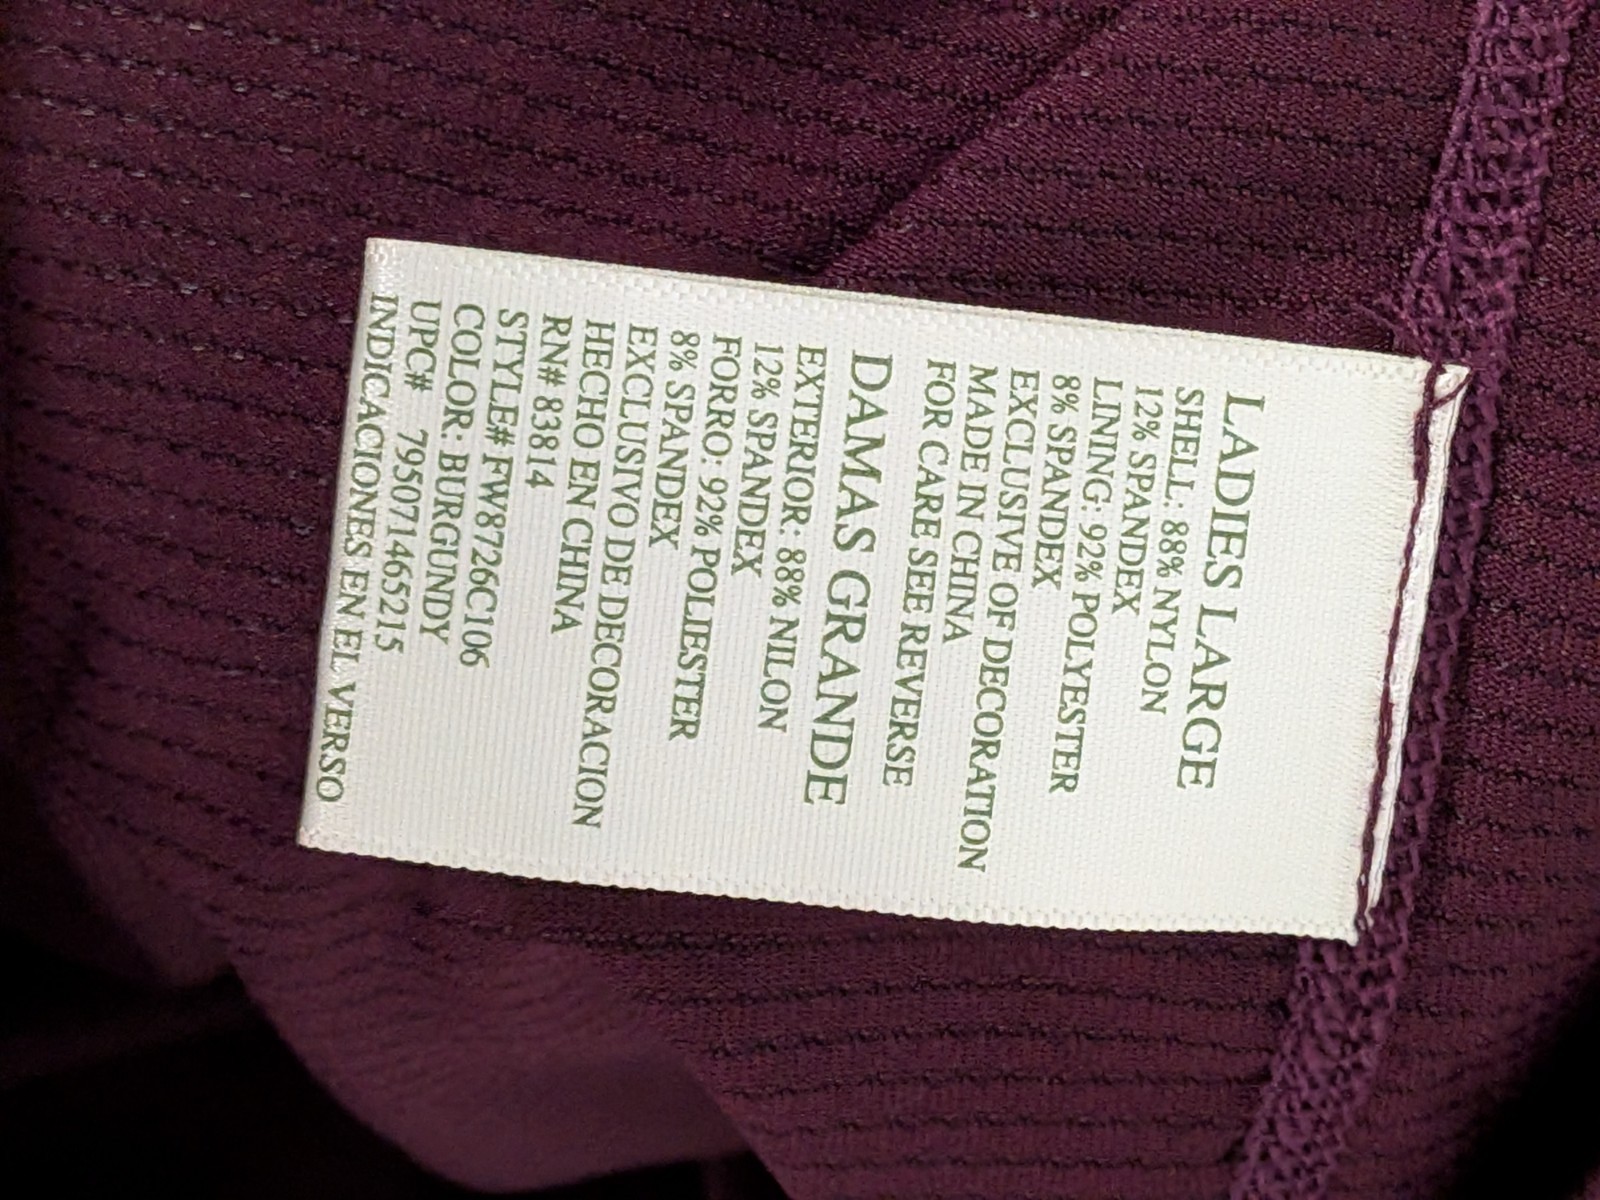 LADIES LARGE
SHELL: 88% NYLON
12% SPANDEX
LINING: 92% POLYESTER
8% SPANDEX
EXCLUSIVE OF DECORATION
MADE IN CHINA
FOR CARE SEE REVERSE
DAMAS GRANDE
EXTERIOR: 88% NILON
12% SPANDEX
FORRO: 92% POLIESTER
8% SPANDEX
EXCLUSIVO DE DECORACION
HECHO EN CHINA
RN# 83814
STYLE# FW8726C106
COLOR: BURGUNDY
UPC# 795071465215
INDICACIONES EN EL VERSO